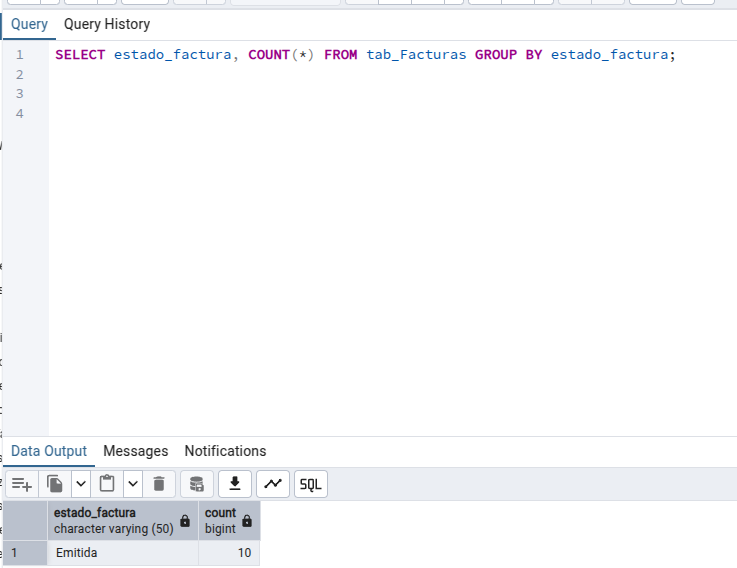 Query Query History
1 SELECT estado_factura, COUNT(*) FROM tab_Facturas GROUP BY estado_factura;
2
3
4
Data Output Messages Notifications
SQL
estado_factura count
character varying (50) bigint
1 Emitida 10